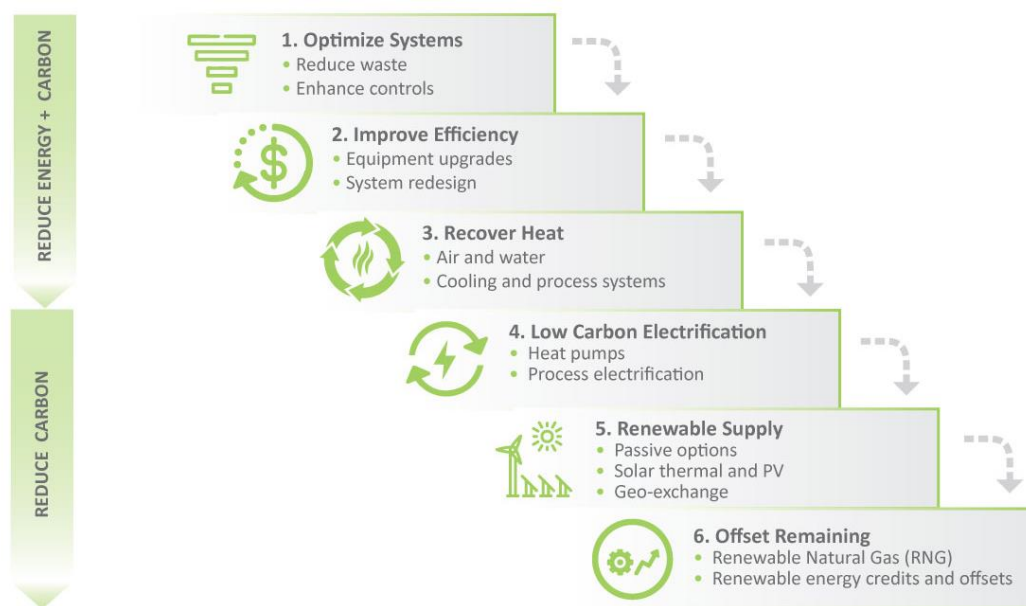 REDUCE ENERGY + CARBON
1. Optimize Systems
• Reduce waste
• Enhance controls
2. Improve Efficiency
• Equipment upgrades
• System redesign
3. Recover Heat
• Air and water
• Cooling and process systems
REDUCE CARBON
4. Low Carbon Electrification
• Heat pumps
• Process electrification
5. Renewable Supply
• Passive options
• Solar thermal and PV
• Geo-exchange
6. Offset Remaining
• Renewable Natural Gas (RNG)
• Renewable energy credits and offsets